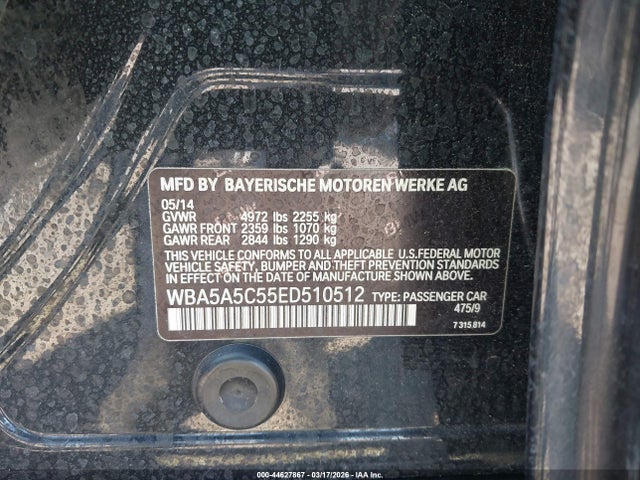 MFD BY BAYERISCHE MOTOREN WERKE AG
05/14
GVWR 4972 lbs 2255 kg
GAWR FRONT 2359 lbs 1070 kg
GAWR REAR 2844 lbs 1290 kg
THIS VEHICLE CONFORMS TO ALL APPLICABLE U.S.FEDERAL MOTOR
VEHICLE SAFETY, BUMPER AND THEFT PREVENTION STANDARDS
IN EFFECT ON THE DATE OF MANUFACTURE SHOWN ABOVE.
WBA5A5C55ED510512 TYPE: PASSENGER CAR
475/9
7 315 814
000-44627867 - 03/17/2026 - IAA Inc.